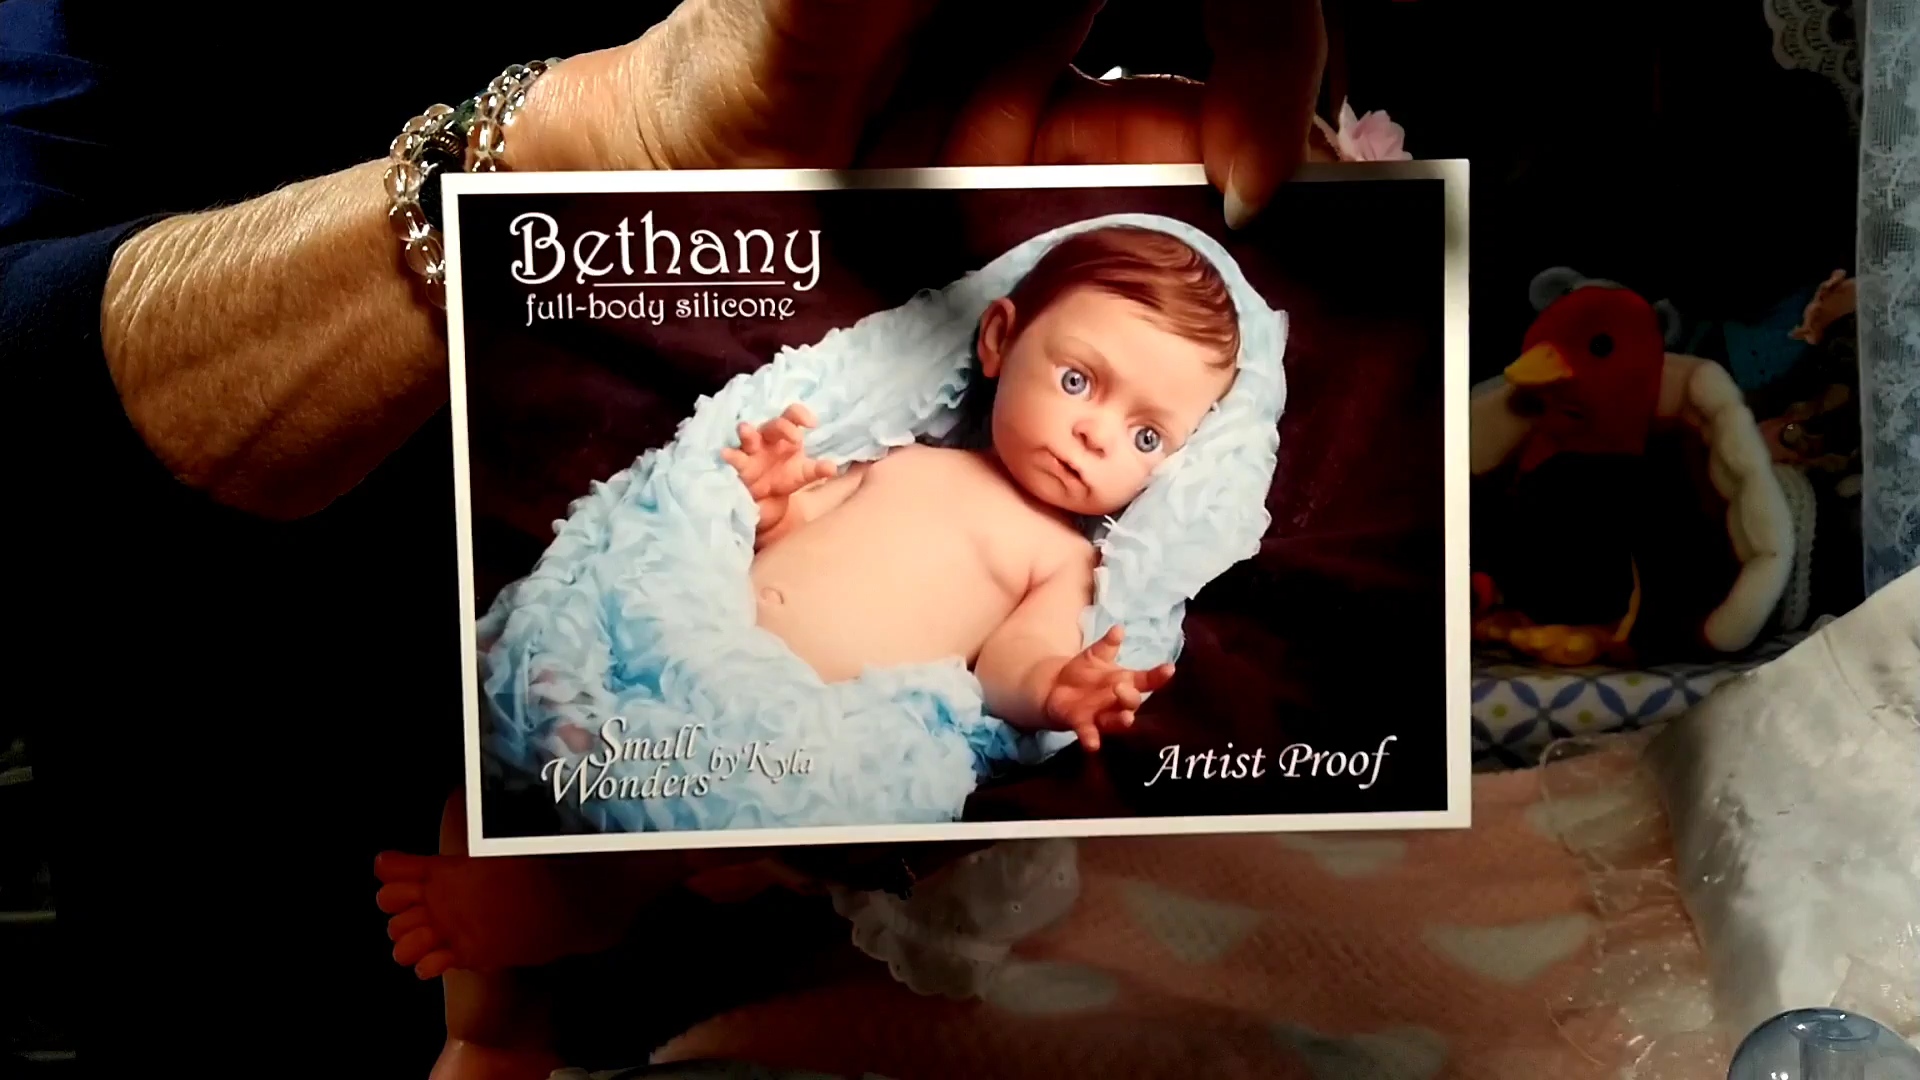 Bethany
full-body silicone
Small
Wonders by Kyla
Artist Proof